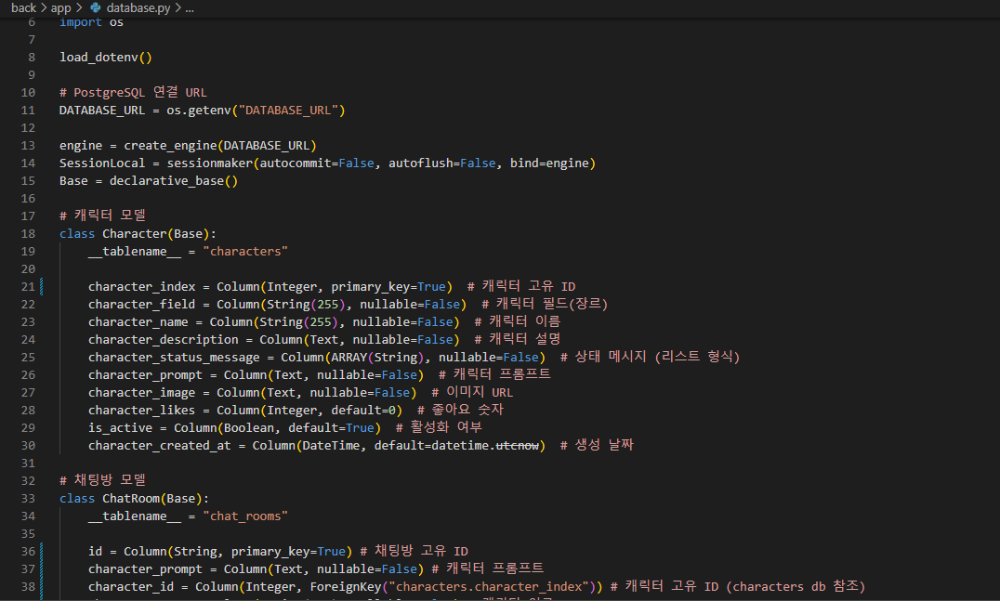 back > app > database.py > ...
6 import os
7
8 load_dotenv()
9
10 # PostgreSQL 연결 URL
11 DATABASE_URL = os.getenv("DATABASE_URL")
12
13 engine = create_engine(DATABASE_URL)
14 SessionLocal = sessionmaker(autocommit=False, autoflush=False, bind=engine)
15 Base = declarative_base()
16
17 # 캐릭터 모델
18 class Character(Base):
19     __tablename__ = "characters"
20
21     character_index = Column(Integer, primary_key=True)  # 캐릭터 고유 ID
22     character_field = Column(String(255), nullable=False)  # 캐릭터 필드(장르)
23     character_name = Column(String(255), nullable=False)  # 캐릭터 이름
24     character_description = Column(Text, nullable=False)  # 캐릭터 설명
25     character_status_message = Column(ARRAY(String), nullable=False)  # 상태 메시지 (리스트 형식)
26     character_prompt = Column(Text, nullable=False)  # 캐릭터 프롬프트
27     character_image = Column(Text, nullable=False)  # 이미지 URL
28     character_likes = Column(Integer, default=0)  # 좋아요 숫자
29     is_active = Column(Boolean, default=True)  # 활성화 여부
30     character_created_at = Column(DateTime, default=datetime.utcnow)  # 생성 날짜
31
32 # 채팅방 모델
33 class ChatRoom(Base):
34     __tablename__ = "chat_rooms"
35
36     id = Column(String, primary_key=True) # 채팅방 고유 ID
37     character_prompt = Column(Text, nullable=False) # 캐릭터 프롬프트
38     character_id = Column(Integer, ForeignKey("characters.character_index")) # 캐릭터 고유 ID (characters db 참조)